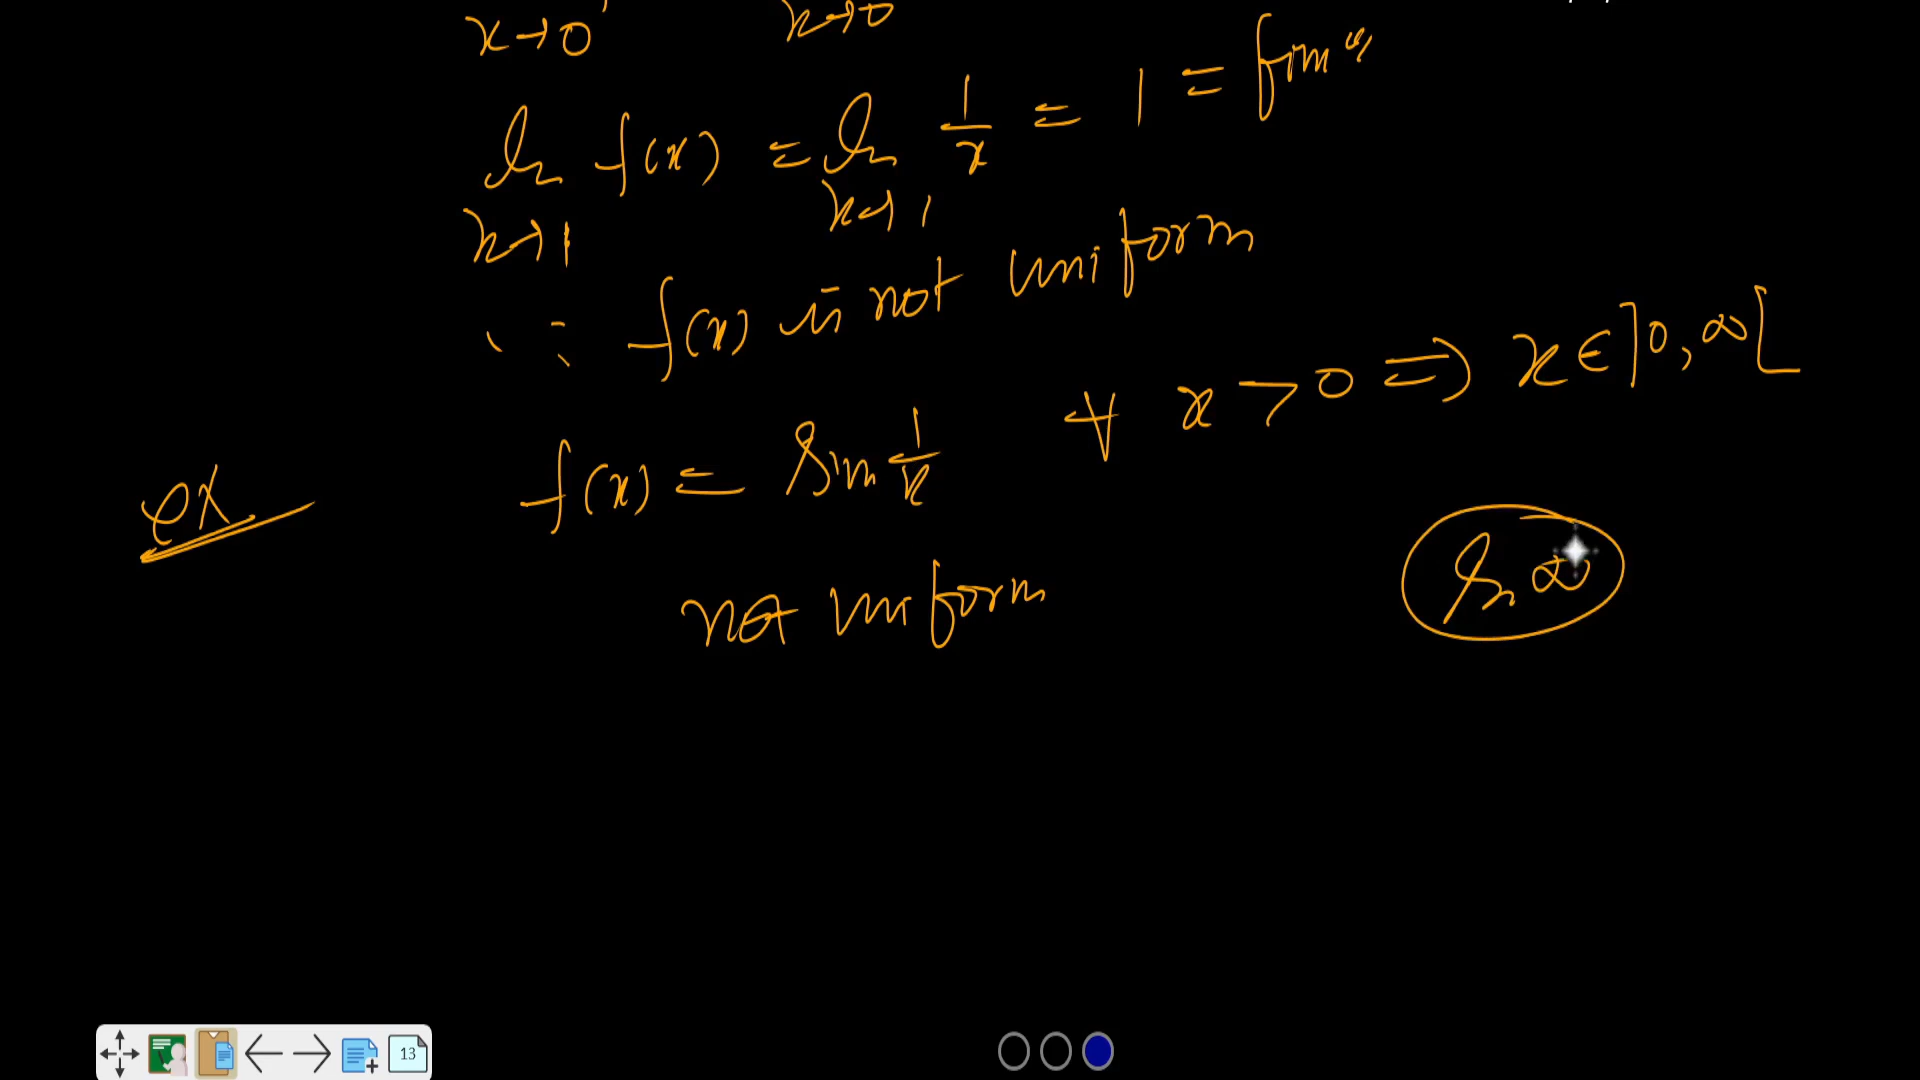 x→0 x→0
lim f(x) = lim 1/x = 1 = finite
x→1 x→1
∴ f(x) is not uniform
ex f(x) = sin 1/x ∀ x > 0 ⇒ x ∈ ]0, ∞[
not uniform sin ∞
13